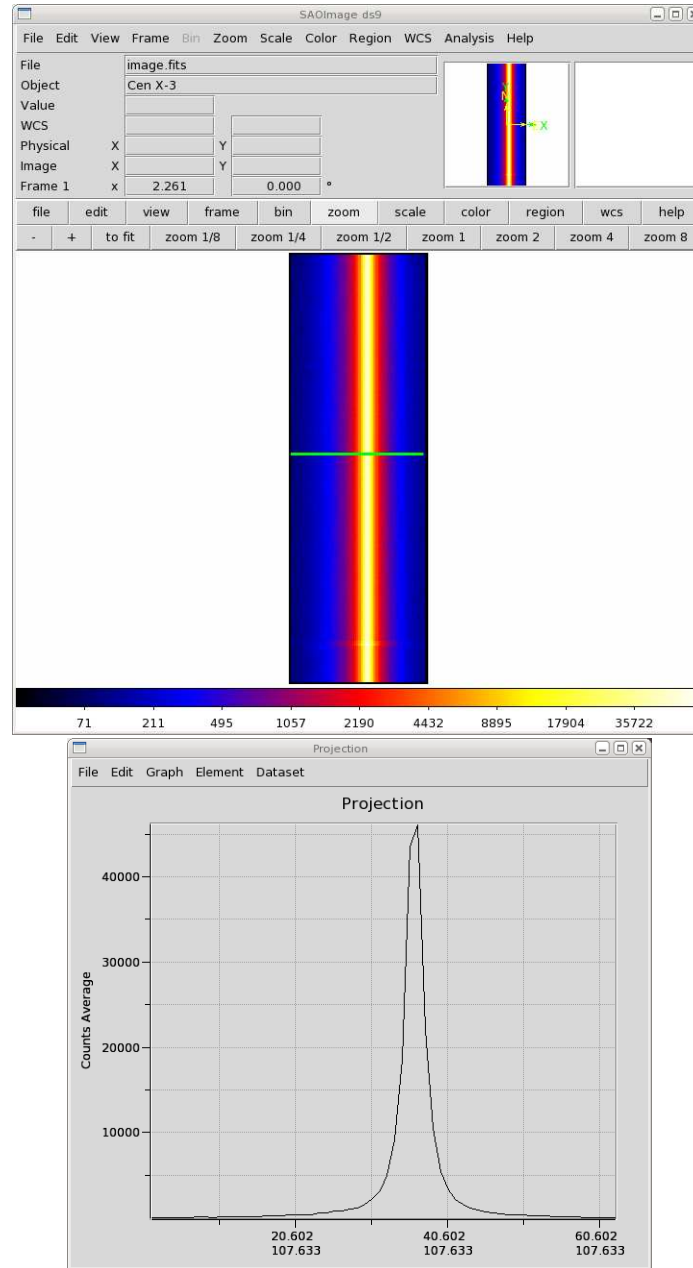 SAOImage ds9
File Edit View Frame Bin Zoom Scale Color Region WCS Analysis Help
File image.fits
Object Cen X-3
Value
WCS
Physical X Y
Image X Y
Frame 1 x 2.261 0.000 °
N
X
file edit view frame bin zoom scale color region wcs help
- + to fit zoom 1/8 zoom 1/4 zoom 1/2 zoom 1 zoom 2 zoom 4 zoom 8
71 211 495 1057 2190 4432 8895 17904 35722
Projection
File Edit Graph Element Dataset
Projection
40000
30000
20000
10000
Counts Average
20.602 40.602 60.602
107.633 107.633 107.633